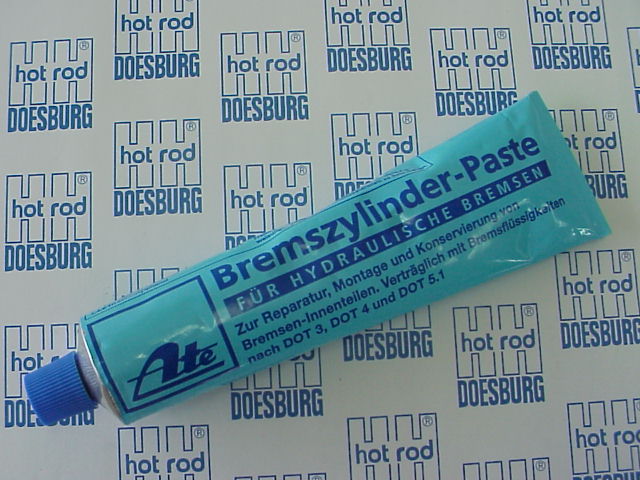 hot rod ®
DOESBURG
Bremszylinder-Paste
FÜR HYDRAULISCHE BREMSEN
Zur Reparatur, Montage und Konservierung von
Bremsen-Innenteilen. Verträglich mit Bremsflüssigkeiten
nach DOT 3, DOT 4 und DOT 5.1
Ate